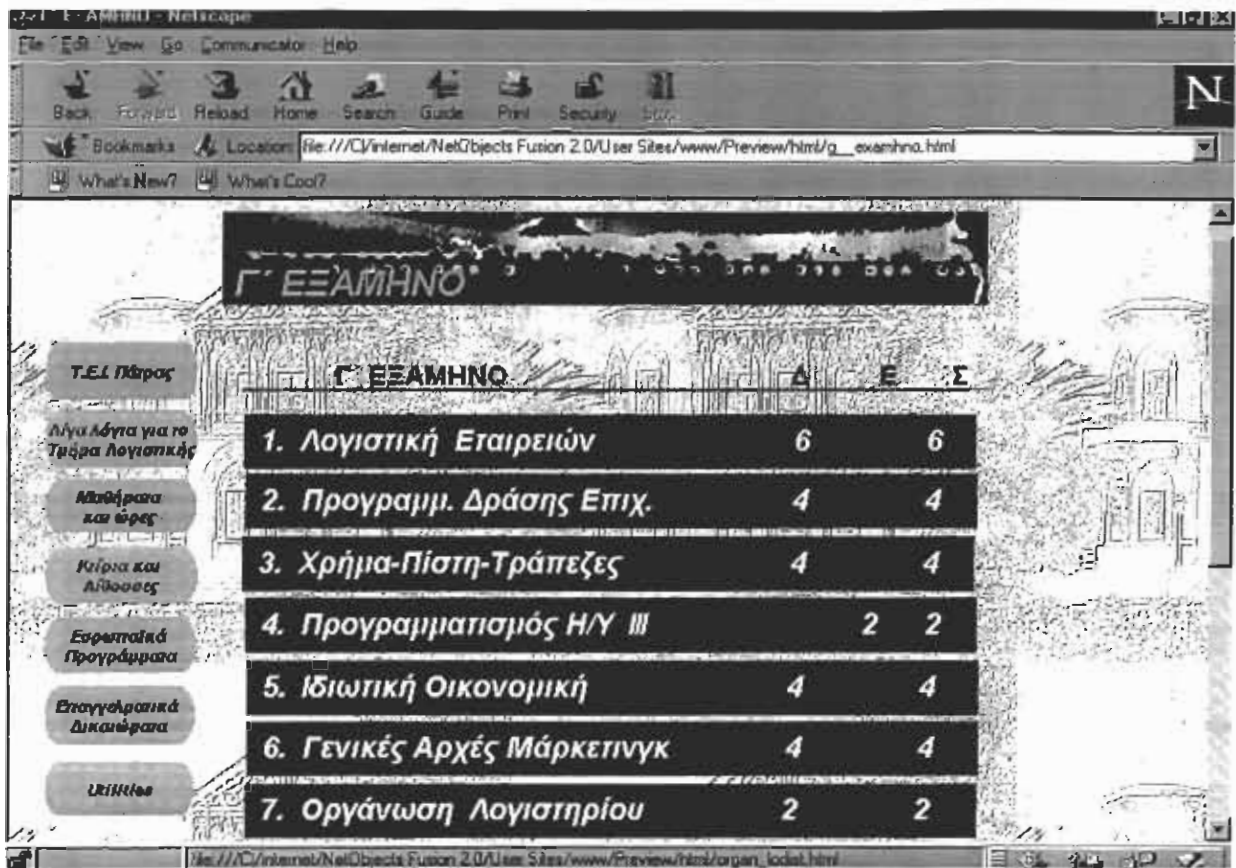 Γ΄ ΕΞΑΜΗΝΟ - Netscape
File Edit View Go Communicator Help
Back Forward Reload Home Search Guide Print Security Stop
Bookmarks Location: file:///C|/internet/NetObjects Fusion 2.0/User Sites/www/Preview/html/g__examhno.html
What's New? What's Cool?
Γ΄ ΕΞΑΜΗΝΟ
Τ.Ε.Ι. Πάτρας
Λίγα Λόγια για το
Τμήμα Λογιστικής
Μαθήματα
και ώρες
Κτίρια και
Αίθουσες
Ευρωπαϊκά
Προγράμματα
Επαγγελματικά
Δικαιώματα
Utilities
Γ΄ ΕΞΑΜΗΝΟ Δ Ε Σ
1. Λογιστική Εταιρειών 6 6
2. Προγραμμ. Δράσης Επιχ. 4 4
3. Χρήμα-Πίστη-Τράπεζες 4 4
4. Προγραμματισμός Η/Υ ΙΙΙ 2 2
5. Ιδιωτική Οικονομική 4 4
6. Γενικές Αρχές Μάρκετινγκ 4 4
7. Οργάνωση Λογιστηρίου 2 2
file:///C|/internet/NetObjects Fusion 2.0/User Sites/www/Preview/html/organ_lodist.html